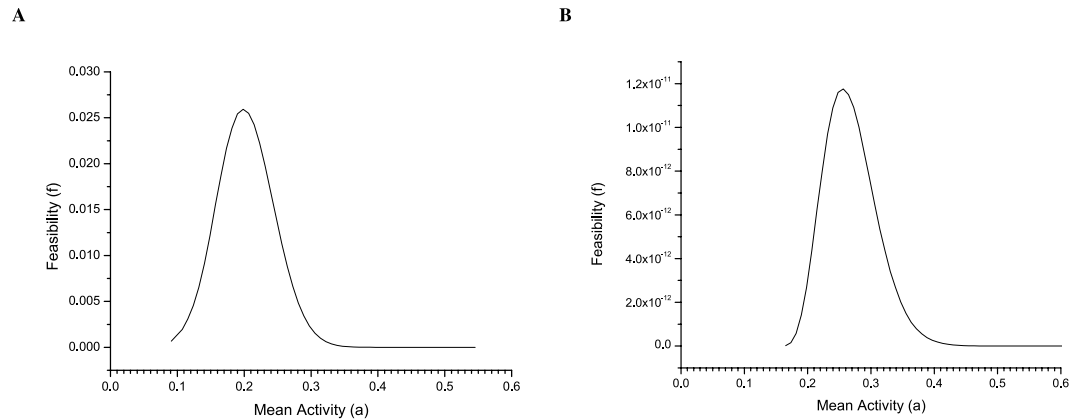 A
B
0.030
0.025
0.020
0.015
0.010
0.005
0.000
Feasibility (f)
0.0 0.1 0.2 0.3 0.4 0.5 0.6
Mean Activity (a)
1.2x10⁻¹¹
1.0x10⁻¹¹
8.0x10⁻¹²
6.0x10⁻¹²
4.0x10⁻¹²
2.0x10⁻¹²
0.0
Feasibility (f)
0.0 0.1 0.2 0.3 0.4 0.5 0.6
Mean Activity (a)